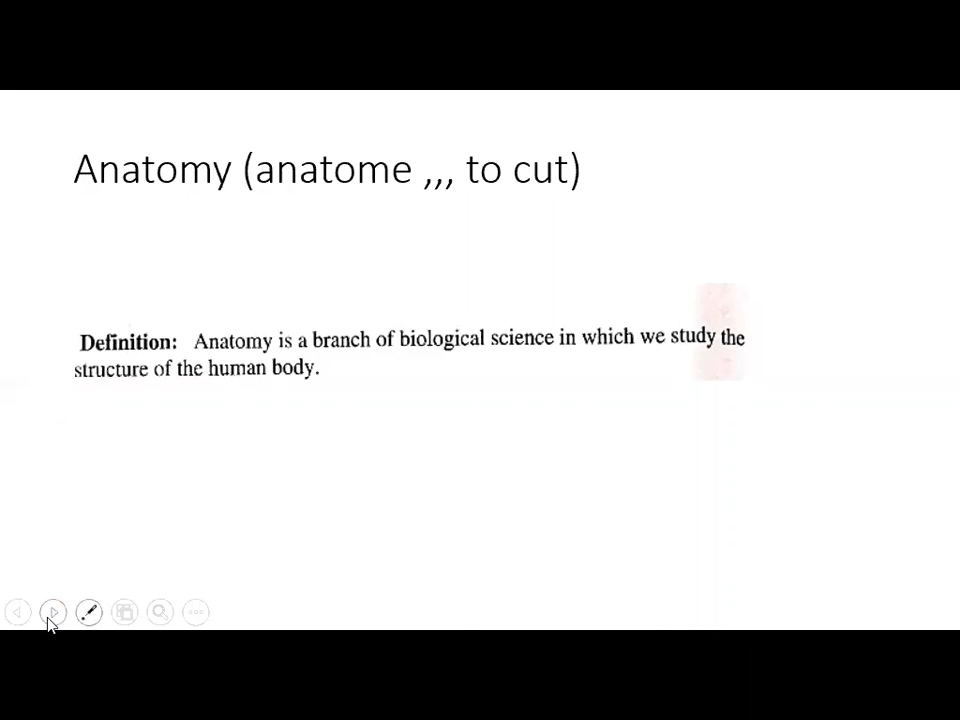 Anatomy (anatome ,,, to cut)
Definition: Anatomy is a branch of biological science in which we study the
structure of the human body.